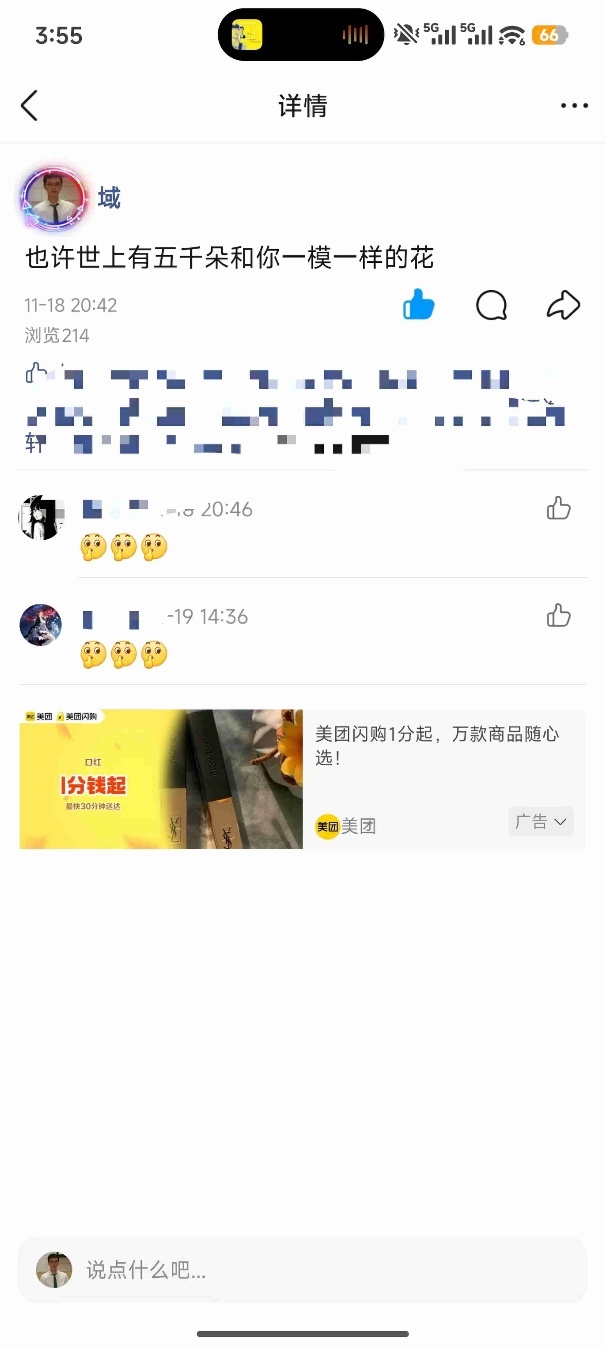 3:55
5G 5G 66
详情
域
也许世上有五千朵和你一模一样的花
11-18 20:42
浏览214
轩
20:46
-19 14:36
美团 美团闪购
口红
1分钱起
最快30分钟送达
美团闪购1分起，万款商品随心
选！
美团 美团
广告
说点什么吧...